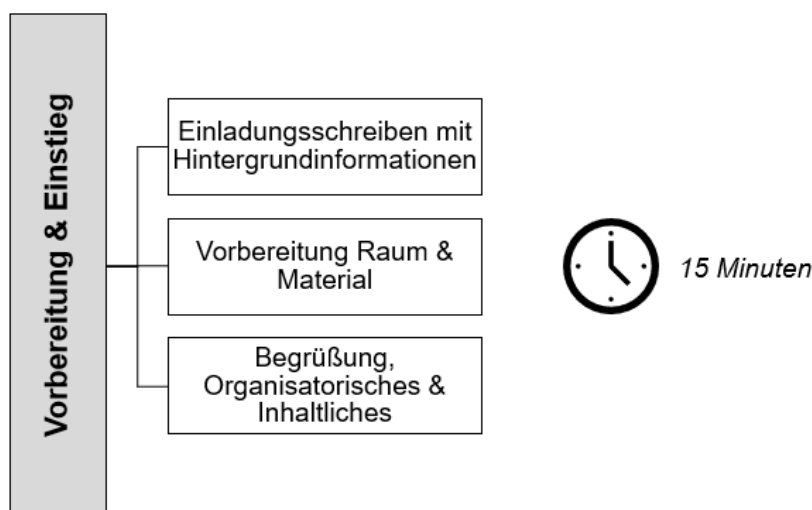 Vorbereitung & Einstieg
Einladungsschreiben mit
Hintergrundinformationen
Vorbereitung Raum &
Material
Begrüßung,
Organisatorisches &
Inhaltliches
15 Minuten